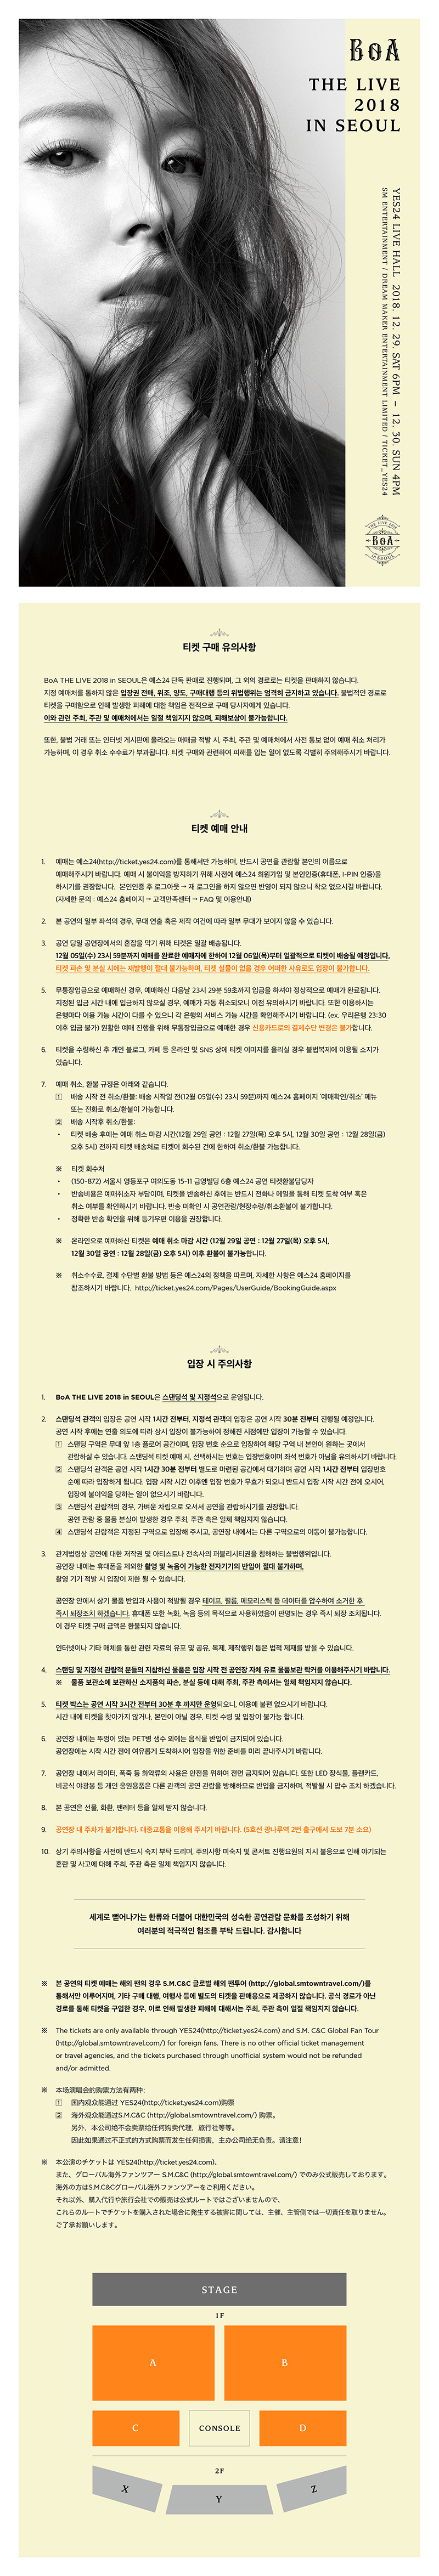 BoA
THE LIVE
2018
IN SEOUL
YES24 LIVE HALL 2018. 12. 29. SAT 6PM – 12. 30. SUN 4PM
SM ENTERTAINMENT / DREAM MAKER ENTERTAINMENT LIMITED / TICKET_YES24
THE LIVE 2018
BoA
in SEOUL
티켓 구매 유의사항
BoA THE LIVE 2018 in SEOUL은 예스24 단독 판매로 진행되며, 그 외의 경로로는 티켓을 판매하지 않습니다.
지정 예매처를 통하지 않은 입장권 전매, 위조, 양도, 구매대행 등의 위법행위는 엄격히 금지하고 있습니다. 불법적인 경로로
티켓을 구매함으로 인해 발생한 피해에 대한 책임은 전적으로 구매 당사자에게 있습니다.
이와 관련 주최, 주관 및 예매처에서는 일절 책임지지 않으며, 피해보상이 불가능합니다.
또한, 불법 거래 또는 인터넷 게시판에 올라오는 매매글 적발 시, 주최, 주관 및 예매처에서 사전 통보 없이 예매 취소 처리가
가능하며, 이 경우 취소 수수료가 부과됩니다. 티켓 구매와 관련하여 피해를 입는 일이 없도록 각별히 주의해주시기 바랍니다.
티켓 예매 안내
1. 예매는 예스24(http://ticket.yes24.com)를 통해서만 가능하며, 반드시 공연을 관람할 본인의 이름으로
예매해주시기 바랍니다. 예매 시 불이익을 방지하기 위해 사전에 예스24 회원가입 및 본인인증(휴대폰, I-PIN 인증)을
하시기를 권장합니다. 본인인증 후 로그아웃 → 재 로그인을 하지 않으면 반영이 되지 않으니 착오 없으시길 바랍니다.
(자세한 문의 : 예스24 홈페이지 → 고객만족센터 → FAQ 및 이용안내)
2. 본 공연의 일부 좌석의 경우, 무대 연출 혹은 제작 여건에 따라 일부 무대가 보이지 않을 수 있습니다.
3. 공연 당일 공연장에서의 혼잡을 막기 위해 티켓은 일괄 배송됩니다.
12월 05일(수) 23시 59분까지 예매를 완료한 예매자에 한하여 12월 06일(목)부터 일괄적으로 티켓이 배송될 예정입니다.
티켓 파손 및 분실 시에는 재발행이 절대 불가능하며, 티켓 실물이 없을 경우 어떠한 사유로도 입장이 불가합니다.
5. 무통장입금으로 예매하신 경우, 예매하신 다음날 23시 29분 59초까지 입금을 하셔야 정상적으로 예매가 완료됩니다.
지정된 입금 시간 내에 입금하지 않으실 경우, 예매가 자동 취소되오니 이점 유의하시기 바랍니다. 또한 이용하시는
은행마다 이용 가능 시간이 다를 수 있으니 각 은행의 서비스 가능 시간을 확인해주시기 바랍니다. (ex. 우리은행 23:30
이후 입금 불가) 원활한 예매 진행을 위해 무통장입금으로 예매한 경우 신용카드로의 결제수단 변경은 불가합니다.
6. 티켓을 수령하신 후 개인 블로그, 카페 등 온라인 및 SNS 상에 티켓 이미지를 올리실 경우 불법복제에 이용될 소지가
있습니다.
7. 예매 취소, 환불 규정은 아래와 같습니다.
① 배송 시작 전 취소/환불: 배송 시작일 전(12월 05일(수) 23시 59분)까지 예스24 홈페이지 '예매확인/취소' 메뉴
또는 전화로 취소/환불이 가능합니다.
② 배송 시작후 취소/환불:
• 티켓 배송 후에는 예매 취소 마감 시간(12월 29일 공연 : 12월 27일(목) 오후 5시, 12월 30일 공연 : 12월 28일(금)
오후 5시) 전까지 티켓 배송처로 티켓이 회수된 건에 한하여 취소/환불 가능합니다.
※ 티켓 회수처
• (150-872) 서울시 영등포구 여의도동 15-11 금영빌딩 6층 예스24 공연 티켓환불담당자
• 반송비용은 예매취소자 부담이며, 티켓을 반송하신 후에는 반드시 전화나 메일을 통해 티켓 도착 여부 혹은
취소 여부를 확인하시기 바랍니다. 반송 미확인 시 공연관람/현장수령/취소환불이 불가합니다.
• 정확한 반송 확인을 위해 등기우편 이용을 권장합니다.
※ 온라인으로 예매하신 티켓은 예매 취소 마감 시간 (12월 29일 공연 : 12월 27일(목) 오후 5시,
12월 30일 공연 : 12월 28일(금) 오후 5시) 이후 환불이 불가능합니다.
※ 취소수수료, 결제 수단별 환불 방법 등은 예스24의 정책을 따르며, 자세한 사항은 예스24 홈페이지를
참조하시기 바랍니다. http://ticket.yes24.com/Pages/UserGuide/BookingGuide.aspx
입장 시 주의사항
1. BoA THE LIVE 2018 in SEOUL은 스탠딩석 및 지정석으로 운영됩니다.
2. 스탠딩석 관객의 입장은 공연 시작 1시간 전부터, 지정석 관객의 입장은 공연 시작 30분 전부터 진행될 예정입니다.
공연 시작 후에는 연출 의도에 따라 상시 입장이 불가능하여 정해진 시점에만 입장이 가능할 수 있습니다.
① 스탠딩 구역은 무대 앞 1층 플로어 공간이며, 입장 번호 순으로 입장하여 해당 구역 내 본인이 원하는 곳에서
관람하실 수 있습니다. 스탠딩석 티켓 예매 시, 선택하시는 번호는 입장번호이며 좌석 번호가 아님을 유의하시기 바랍니다.
② 스탠딩석 관객은 공연 시작 1시간 30분 전부터 별도로 마련된 공간에서 대기하며 공연 시작 1시간 전부터 입장번호
순에 따라 입장하게 됩니다. 입장 시작 시간 이후엔 입장 번호가 무효가 되오니 반드시 입장 시작 시간 전에 오시어,
입장에 불이익을 당하는 일이 없으시기 바랍니다.
③ 스탠딩석 관객의 경우, 가벼운 차림으로 오셔서 공연을 관람하시기를 권장합니다.
공연 관람 중 물품 분실이 발생한 경우 주최, 주관 측은 일체 책임지지 않습니다.
④ 스탠딩석 관객은 지정된 구역으로 입장해 주시고, 공연장 내에서는 다른 구역으로의 이동이 불가능합니다.
3. 관계법령상 공연에 대한 저작권 및 아티스트나 전속사의 퍼블리시티권을 침해하는 불법행위입니다.
공연장 내에는 휴대폰을 제외한 촬영 및 녹음이 가능한 전자기기의 반입이 절대 불가하며,
촬영 기기 적발 시 입장이 제한 될 수 있습니다.
공연장 안에서 상기 물품 반입과 사용이 적발될 경우 테이프, 필름, 메모리스틱 등 데이터를 압수하여 소거한 후
즉시 퇴장조치 하겠습니다. 휴대폰 또한 녹화, 녹음 등의 목적으로 사용하였음이 판명되는 경우 즉시 퇴장 조치됩니다.
이 경우 티켓 구매 금액은 환불되지 않습니다.
인터넷이나 기타 매체를 통한 관련 자료의 유포 및 공유, 복제, 제작행위 등은 법적 제재를 받을 수 있습니다.
4. 스탠딩 및 지정석 관람객 분들의 지참하신 물품은 입장 시작 전 공연장 자체 유료 물품보관 락커를 이용해주시기 바랍니다.
※ 물품 보관소에 보관하신 소지품의 파손, 분실 등에 대해 주최, 주관 측에서는 일체 책임지지 않습니다.
5. 티켓 박스는 공연 시작 3시간 전부터 30분 후 까지만 운영되오니, 이용에 불편 없으시기 바랍니다.
시간 내에 티켓을 찾아가지 않거나, 본인이 아닐 경우, 티켓 수령 및 입장이 불가능 합니다.
6. 공연장 내에는 뚜껑이 있는 PET병 생수 외에는 음식물 반입이 금지되어 있습니다.
공연장에는 시작 시간 전에 여유롭게 도착하시어 입장을 위한 준비를 미리 끝내주시기 바랍니다.
7. 공연장 내에서 라이터, 폭죽 등 화약류의 사용은 안전을 위하여 전면 금지되어 있습니다. 또한 LED 장식물, 플랜카드,
비공식 야광봉 등 개인 응원용품은 다른 관객의 공연 관람을 방해하므로 반입을 금지하며, 적발될 시 압수 조치 하겠습니다.
8. 본 공연은 선물, 화환, 팬레터 등을 일체 받지 않습니다.
9. 공연장 내 주차가 불가합니다. 대중교통을 이용해 주시기 바랍니다. (5호선 광나루역 2번 출구에서 도보 7분 소요)
10. 상기 주의사항을 사전에 반드시 숙지 부탁 드리며, 주의사항 미숙지 및 콘서트 진행요원의 지시 불응으로 인해 야기되는
혼란 및 사고에 대해 주최, 주관 측은 일체 책임지지 않습니다.
세계로 뻗어나가는 한류와 더불어 대한민국의 성숙한 공연관람 문화를 조성하기 위해
여러분의 적극적인 협조를 부탁 드립니다. 감사합니다
※ 본 공연의 티켓 예매는 해외 팬의 경우 S.M.C&C 글로벌 해외 팬투어 (http://global.smtowntravel.com/)를
통해서만 이루어지며, 기타 구매 대행, 여행사 등에 별도의 티켓을 판매용으로 제공하지 않습니다. 공식 경로가 아닌
경로를 통해 티켓을 구입한 경우, 이로 인해 발생한 피해에 대해서는 주최, 주관 측이 일절 책임지지 않습니다.
※ The tickets are only available through YES24(http://ticket.yes24.com) and S.M. C&C Global Fan Tour
(http://global.smtowntravel.com/) for foreign fans. There is no other official ticket management
or travel agencies, and the tickets purchased through unofficial system would not be refunded
and/or admitted.
※ 本场演唱会的购票方法有两种:
① 国内观众能通过 YES24(http://ticket.yes24.com)购票
② 海外观众能通过S.M.C&C (http://global.smtowntravel.com/) 购票。
另外，本公司绝不会卖票给任何购卖代理，旅行社等等。
因此如果通过不正式的方式购票而发生任何损害，主办公司绝无负责。请注意！
※ 本公演のチケットは YES24(http://ticket.yes24.com)、
また、グローバル海外ファンツアー S.M.C&C (http://global.smtowntravel.com/) でのみ公式販売しております。
海外の方はS.M.C&Cグローバル海外ファンツアーをご利用ください。
それ以外、購入代行や旅行会社での販売は公式ルートではございませんので、
これらのルートでチケットを購入された場合に発生する被害に関しては、主催、主管側では一切責任を取りません。
ご了承お願いします。
STAGE
1F
A
B
C
CONSOLE
D
2F
X
Y
Z